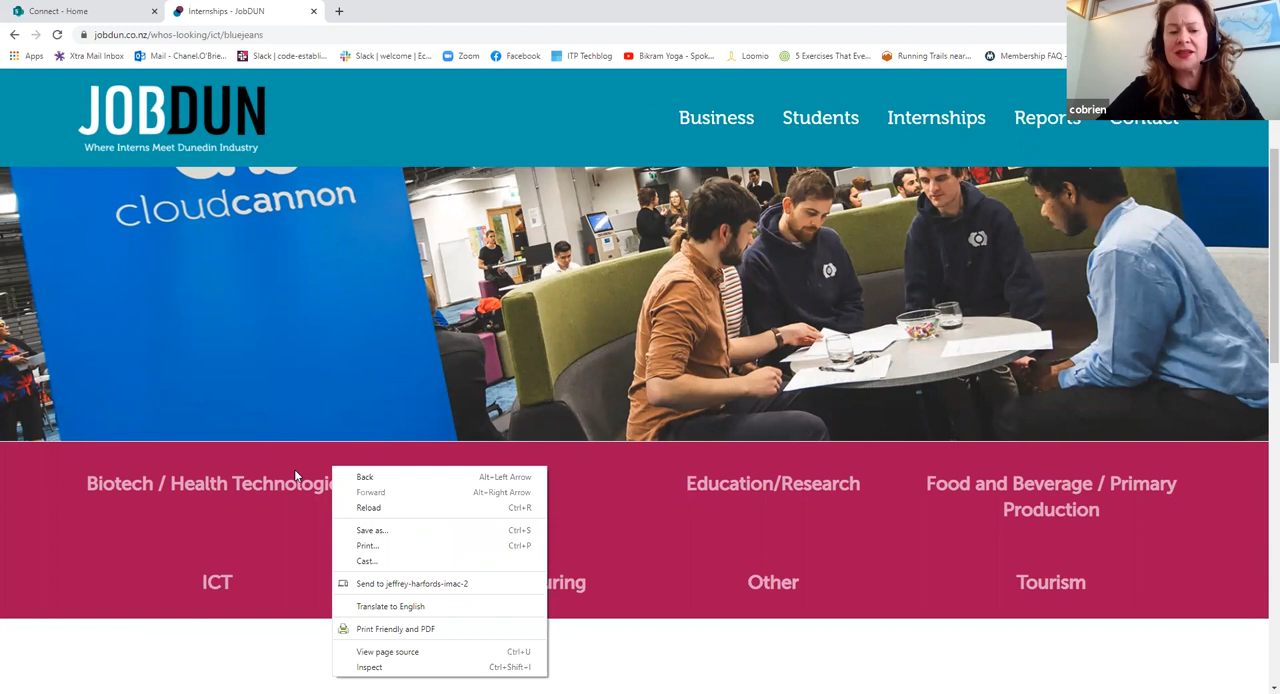 Connect - Home
Internships - JobDUN
jobdun.co.nz/whos-looking/ict/bluejeans
Apps
Xtra Mail Inbox
Mail - Chanel.O'Brie...
Slack | code-establi...
Slack | welcome | Ec...
Zoom
Facebook
ITP Techblog
Bikram Yoga - Spok...
Loomio
5 Exercises That Eve...
Running Trails near...
Membership FAQ -
cobrien
JOBDUN
Where Interns Meet Dunedin Industry
Business
Students
Internships
Reports
Contact
cloudcannon
Biotech / Health Technologie
Education/Research
Food and Beverage / Primary
Production
ICT
uring
Other
Tourism
Back Alt+Left Arrow
Forward Alt+Right Arrow
Reload Ctrl+R
Save as... Ctrl+S
Print... Ctrl+P
Cast...
Send to jeffrey-harfords-imac-2
Translate to English
Print Friendly and PDF
View page source Ctrl+U
Inspect Ctrl+Shift+I